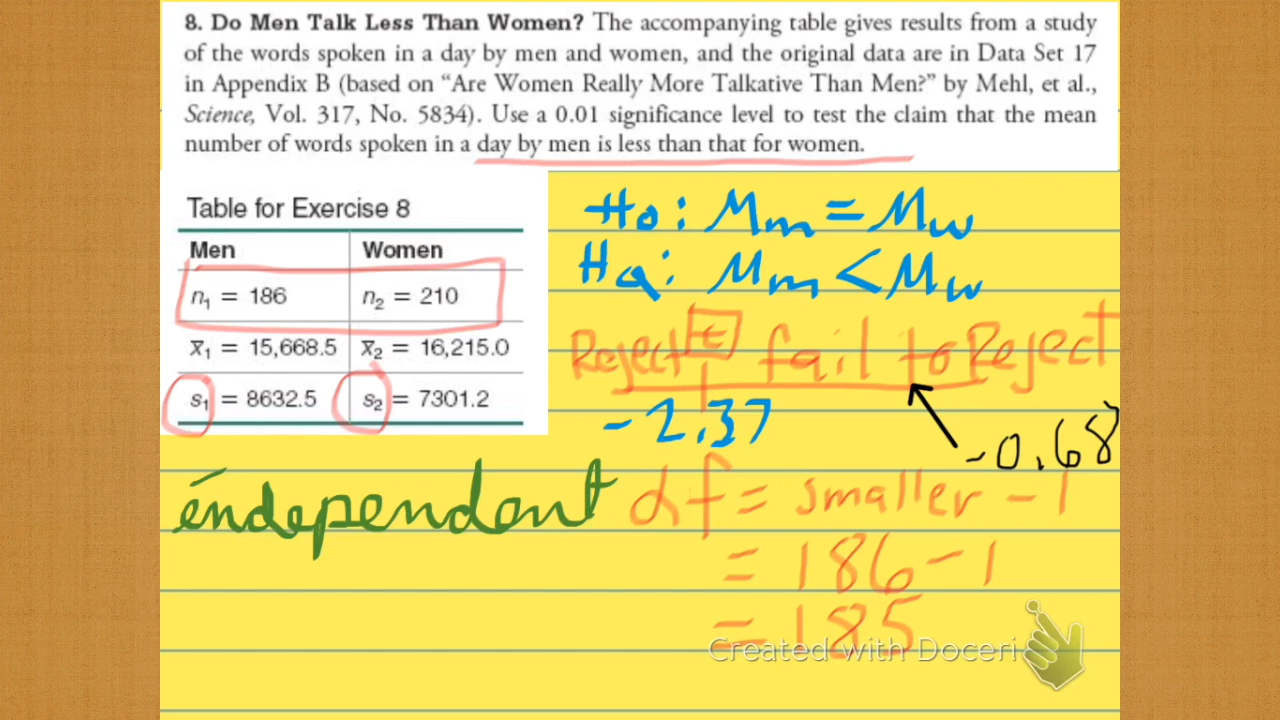 8. Do Men Talk Less Than Women? The accompanying table gives results from a study
of the words spoken in a day by men and women, and the original data are in Data Set 17
in Appendix B (based on “Are Women Really More Talkative Than Men?” by Mehl, et al.,
Science, Vol. 317, No. 5834). Use a 0.01 significance level to test the claim that the mean
number of words spoken in a day by men is less than that for women.
Table for Exercise 8
Men Women
n₁ = 186 n₂ = 210
x̄₁ = 15,668.5 x̄₂ = 16,215.0
s₁ = 8632.5 s₂ = 7301.2
Ho: Mm = Mw
Ha: Mm < Mw
Reject t fail to Reject
-2.37
-0.68
independent
df = smaller - 1
= 186 - 1
= 185
Created with Doceri